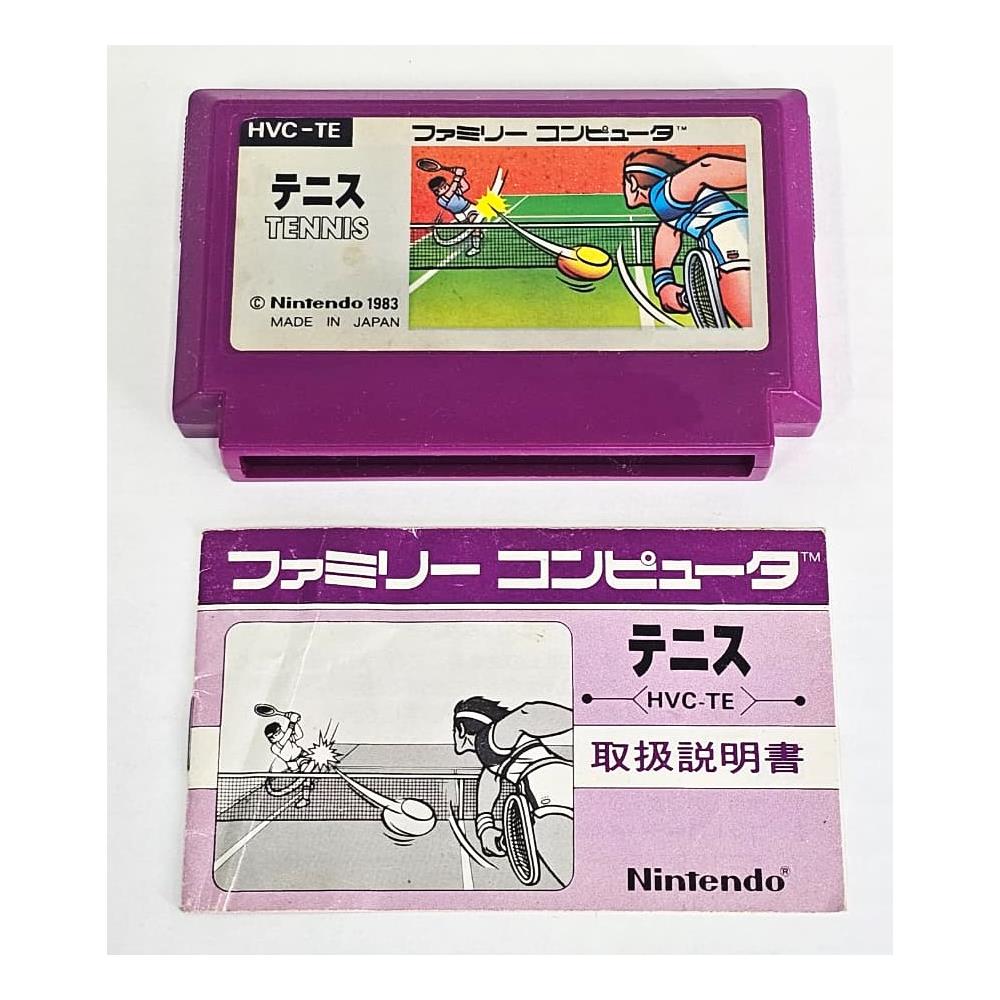 HVC-TE
ファミリー コンピュータ™
テニス
TENNIS
© Nintendo 1983
MADE IN JAPAN
ファミリー コンピュータ™
テニス
HVC-TE
取扱説明書
Nintendo®